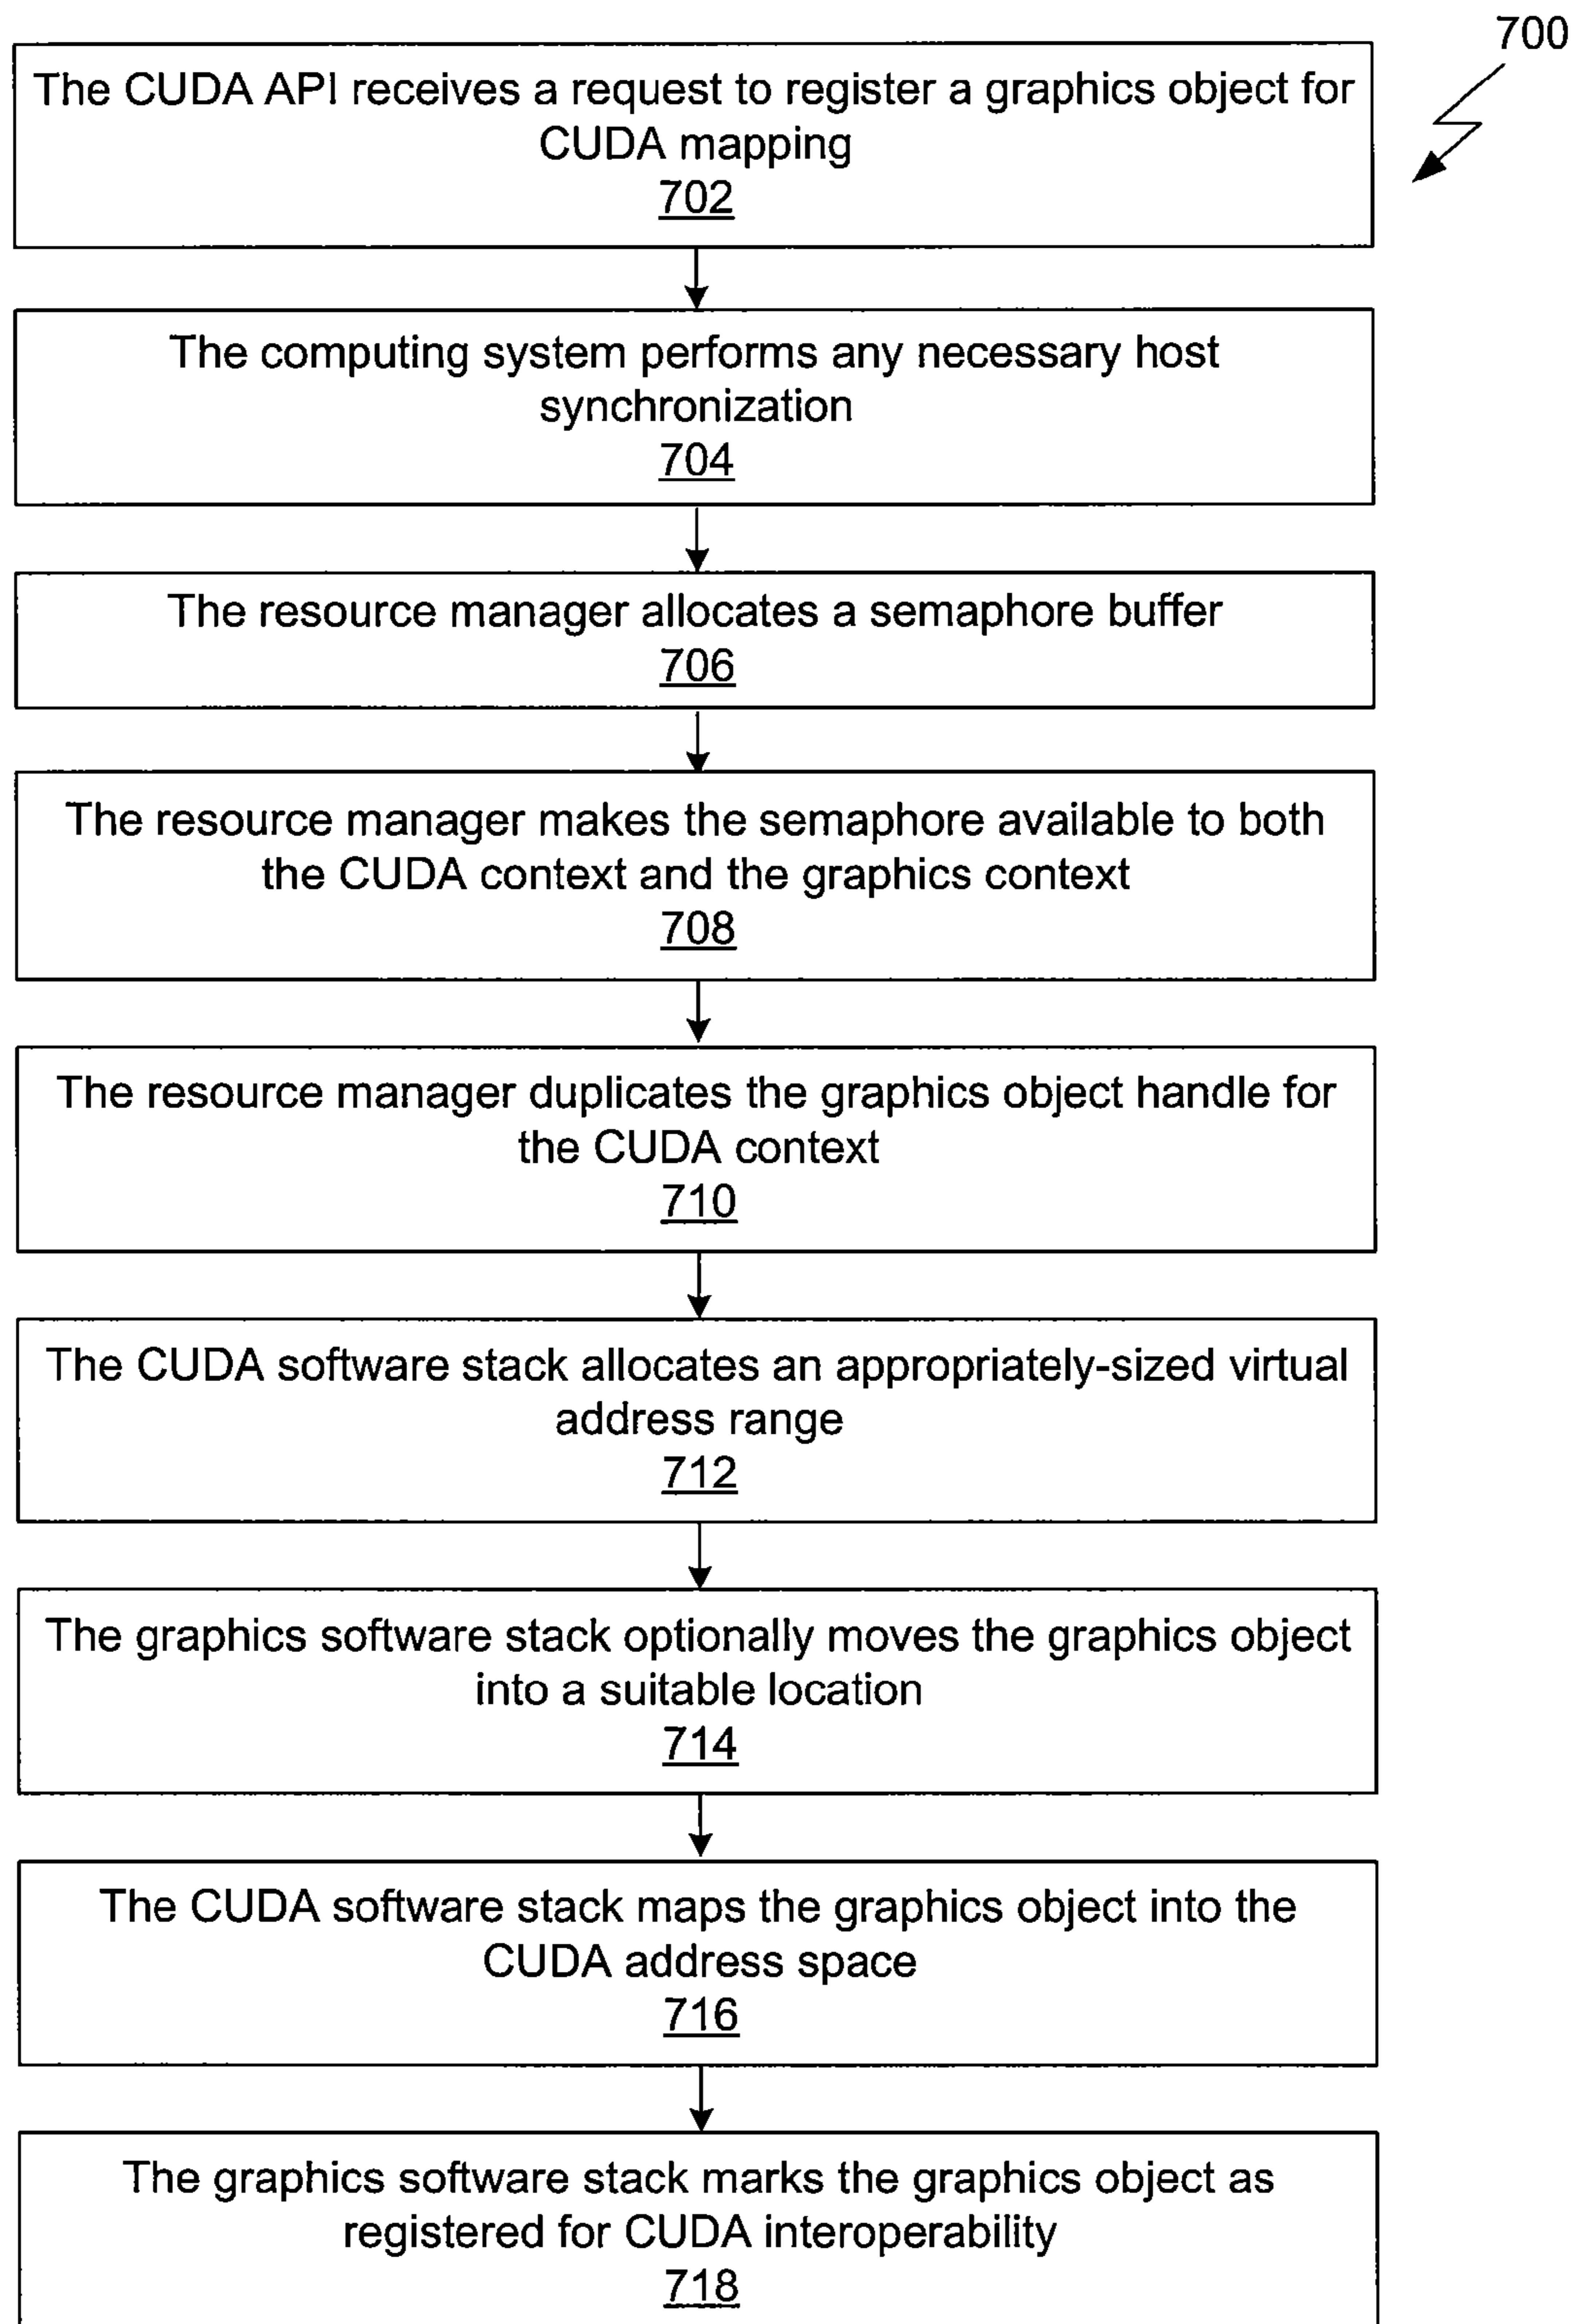 700
The CUDA API receives a request to register a graphics object for
CUDA mapping
702
The computing system performs any necessary host
synchronization
704
The resource manager allocates a semaphore buffer
706
The resource manager makes the semaphore available to both
the CUDA context and the graphics context
708
The resource manager duplicates the graphics object handle for
the CUDA context
710
The CUDA software stack allocates an appropriately-sized virtual
address range
712
The graphics software stack optionally moves the graphics object
into a suitable location
714
The CUDA software stack maps the graphics object into the
CUDA address space
716
The graphics software stack marks the graphics object as
registered for CUDA interoperability
718